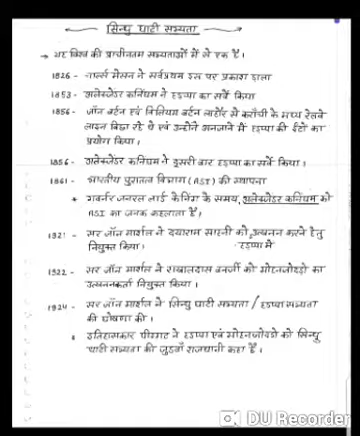 ← सिन्धु घाटी सभ्यता →
→ यह विश्व की प्राचीनतम सभ्यताओं में से एक है।
1826 - चार्ल्स मेसन ने सर्वप्रथम इस पर प्रकाश डाला
1853 - अलेक्जेंडर कनिंघम ने हड़प्पा का सर्वे किया
1856 - जॉन बर्टन एवं विलियम बर्टन लाहौर से कराँची के मध्य रेलवे
लाइन बिछा रहे थे एवं उन्होंने अनजाने में हड़प्पा की ईंटो का
प्रयोग किया।
1856 - अलेक्जेंडर कनिंघम ने दूसरी बार हड़प्पा का सर्वे किया।
1861 - भारतीय पुरातत्व विभाग (ASI) की स्थापना
* गवर्नर जनरल लार्ड केनिंग के समय, अलेक्जेंडर कनिंघम को
ASI का जनक कहलाता है।
1921 - सर जॉन मार्शल ने दयाराम साहनी को उत्खनन करने हेतु
नियुक्त किया। हड़प्पा में
1922 - सर जॉन मार्शल ने राखालदास बनर्जी को मोहनजोदड़ो का
उत्खननकर्ता नियुक्त किया।
1924 - सर जॉन मार्शल ने सिन्धु घाटी सभ्यता / हड़प्पा सभ्यता
की घोषणा की।
* इतिहासकार पीगाट ने हड़प्पा एवं मोहनजोदड़ो को सिन्धु
घाटी सभ्यता की जुड़वाँ राजधानी कहा है।
DU Recorder